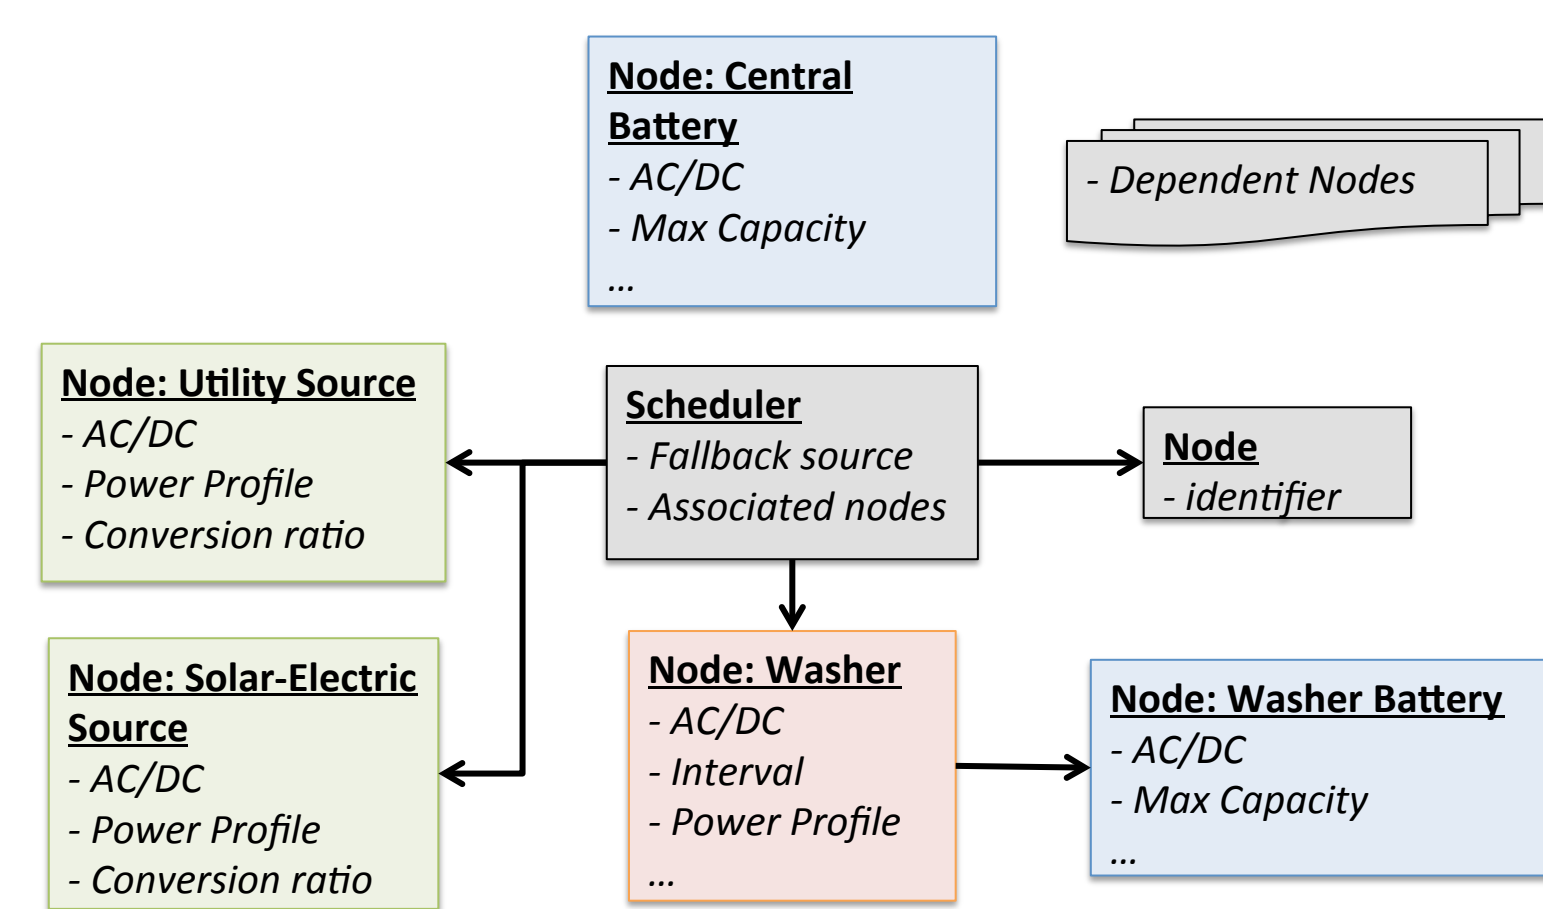 Node: Central
Battery
- AC/DC
- Max Capacity
...
- Dependent Nodes
Node: Utility Source
- AC/DC
- Power Profile
- Conversion ratio
Scheduler
- Fallback source
- Associated nodes
Node
- identifier
Node: Solar-Electric
Source
- AC/DC
- Power Profile
- Conversion ratio
Node: Washer
- AC/DC
- Interval
- Power Profile
...
Node: Washer Battery
- AC/DC
- Max Capacity
...